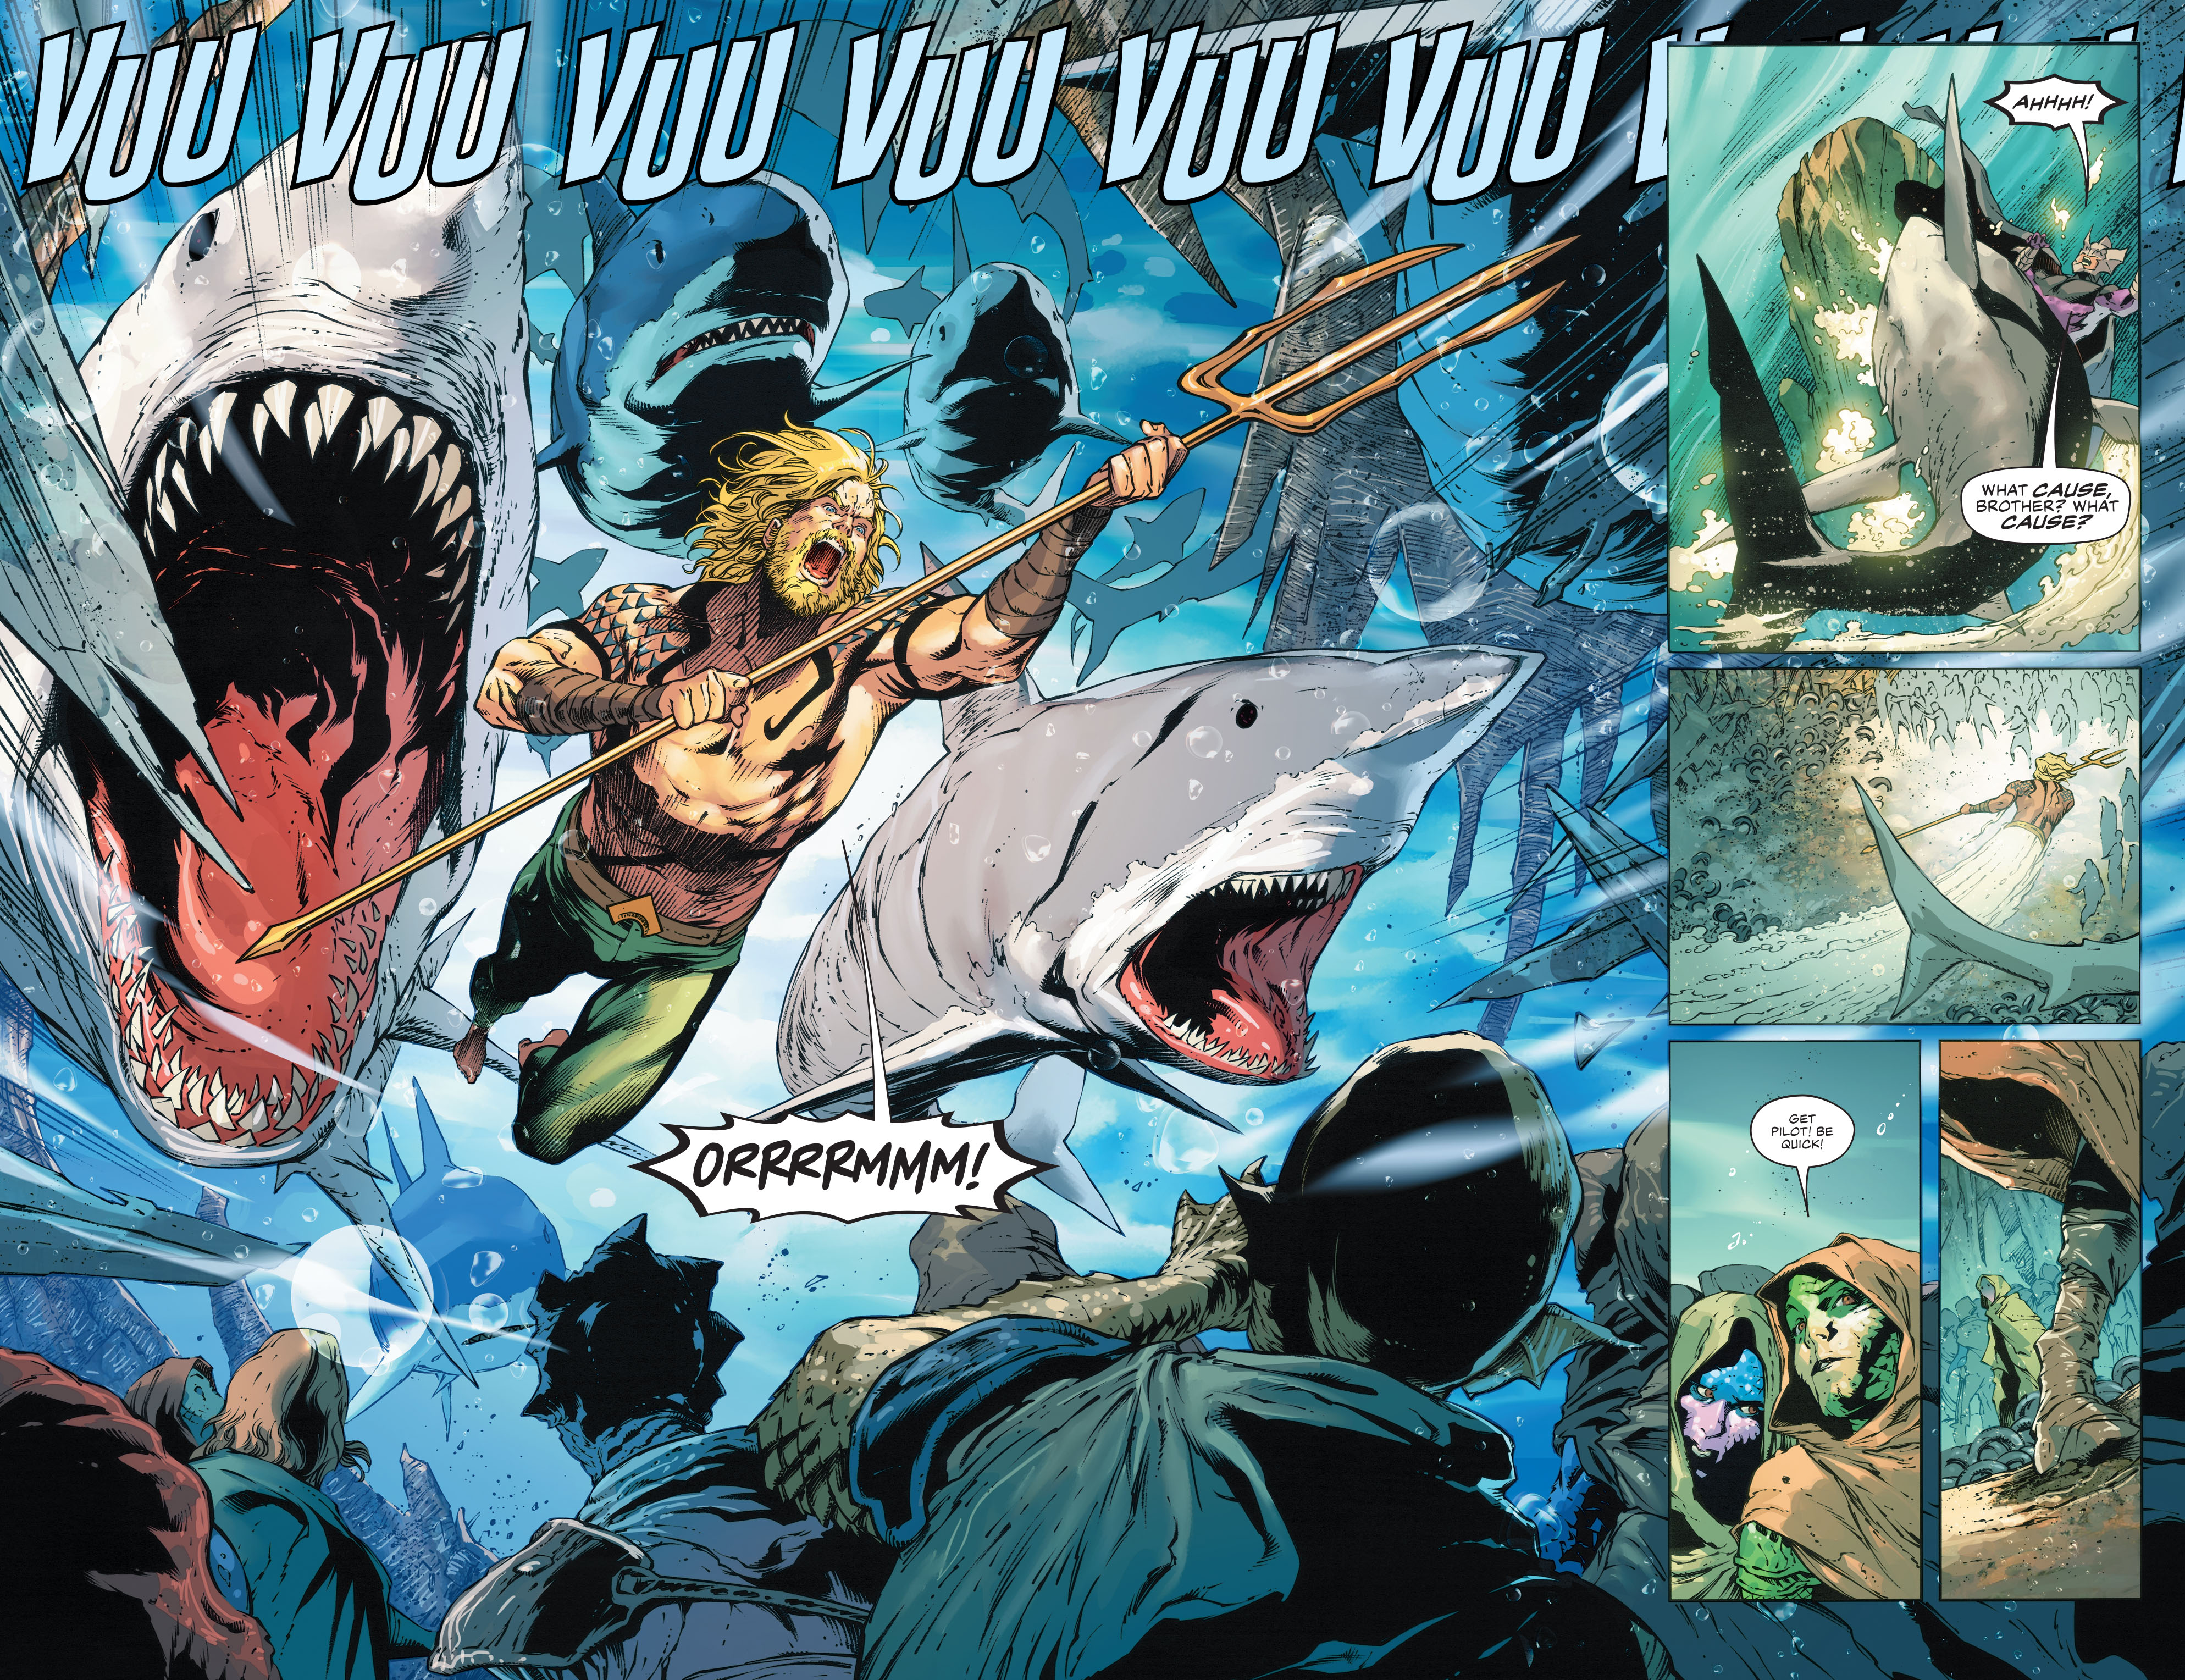 VUU VUU VUU VUU VUU VUU
ORRRRMMM!
AHHHH!
WHAT CAUSE,
BROTHER? WHAT
CAUSE?
GET
PILOT! BE
QUICK!